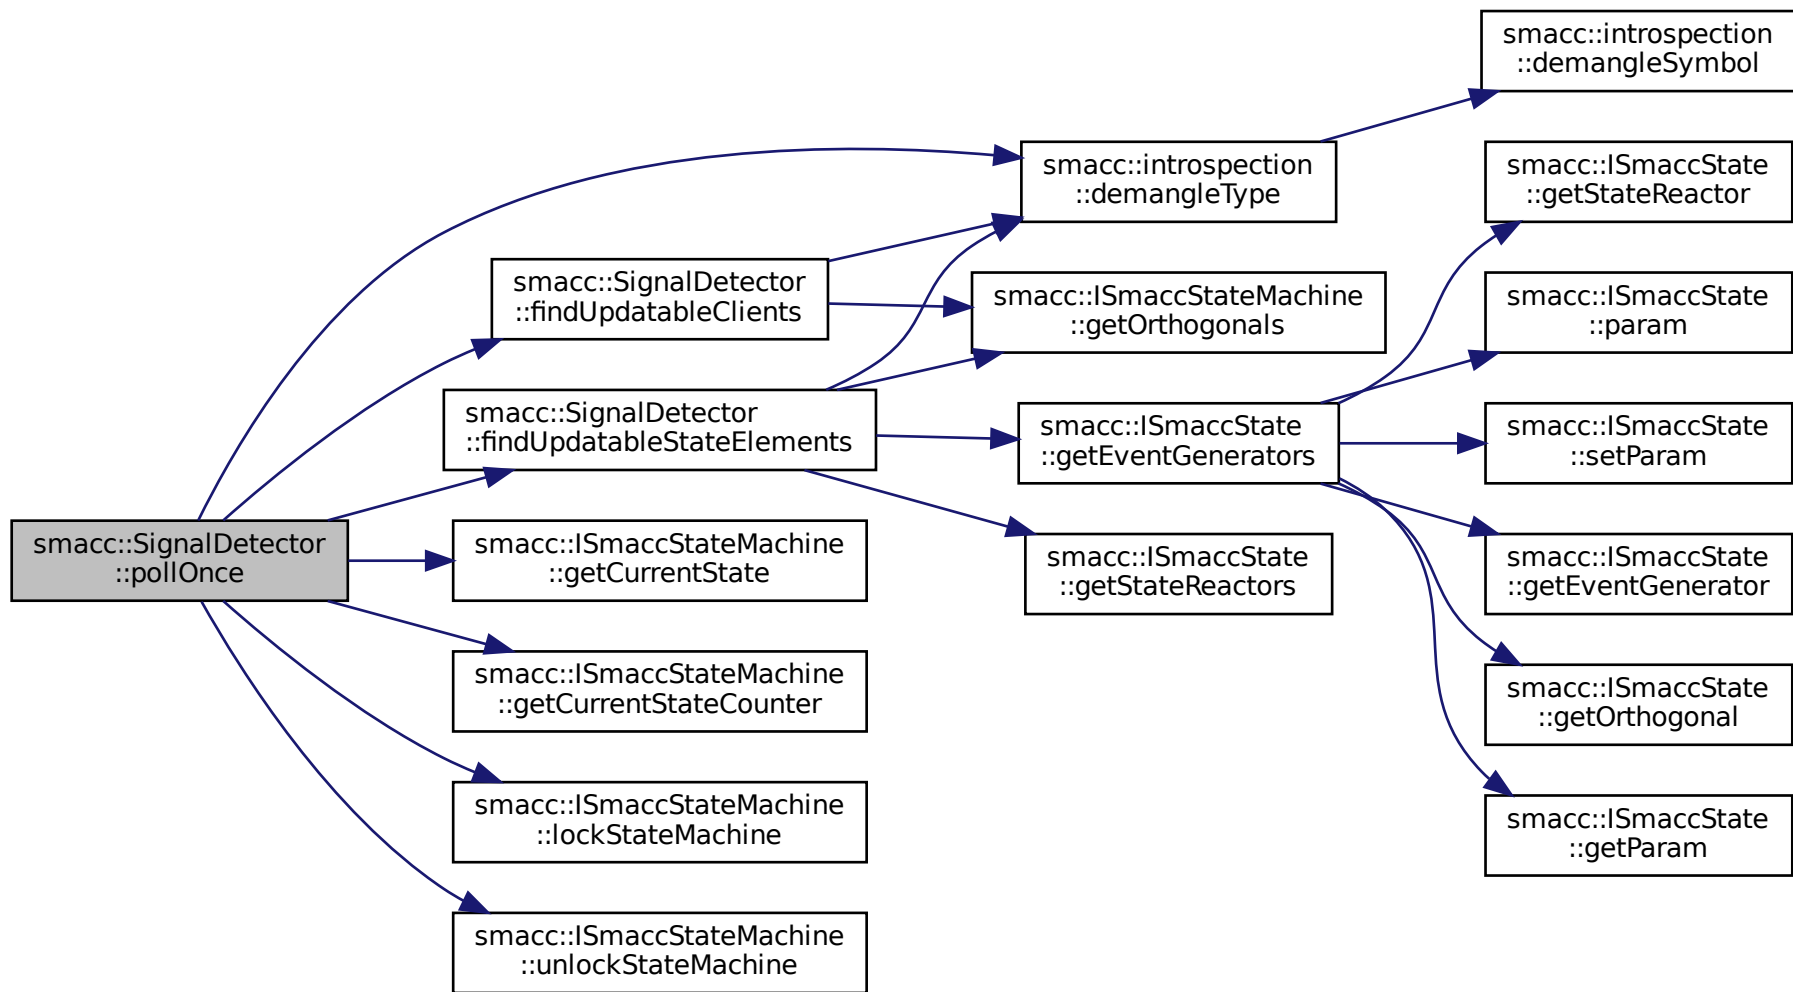 smacc::introspection
::demangleSymbol
smacc::introspection
::demangleType
smacc::ISmaccState
::getStateReactor
smacc::SignalDetector
::findUpdatableClients
smacc::ISmaccStateMachine
::getOrthogonals
smacc::ISmaccState
::param
smacc::SignalDetector
::findUpdatableStateElements
smacc::ISmaccState
::getEventGenerators
smacc::ISmaccState
::setParam
smacc::SignalDetector
::pollOnce
smacc::ISmaccStateMachine
::getCurrentState
smacc::ISmaccState
::getStateReactors
smacc::ISmaccState
::getEventGenerator
smacc::ISmaccStateMachine
::getCurrentStateCounter
smacc::ISmaccState
::getOrthogonal
smacc::ISmaccStateMachine
::lockStateMachine
smacc::ISmaccState
::getParam
smacc::ISmaccStateMachine
::unlockStateMachine